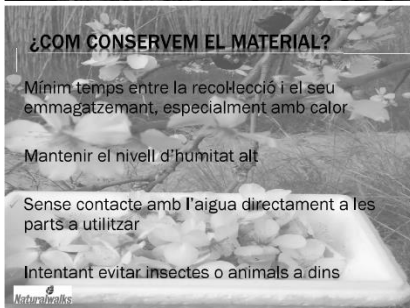 ¿COM CONSERVEM EL MATERIAL?
Mínim temps entre la recol·lecció i el seu
emmagatzemant, especialment amb calor
Mantenir el nivell d'humitat alt
Sense contacte amb l'aigua directament a les
parts a utilitzar
Intentant evitar insectes o animals a dins
Naturalwalks